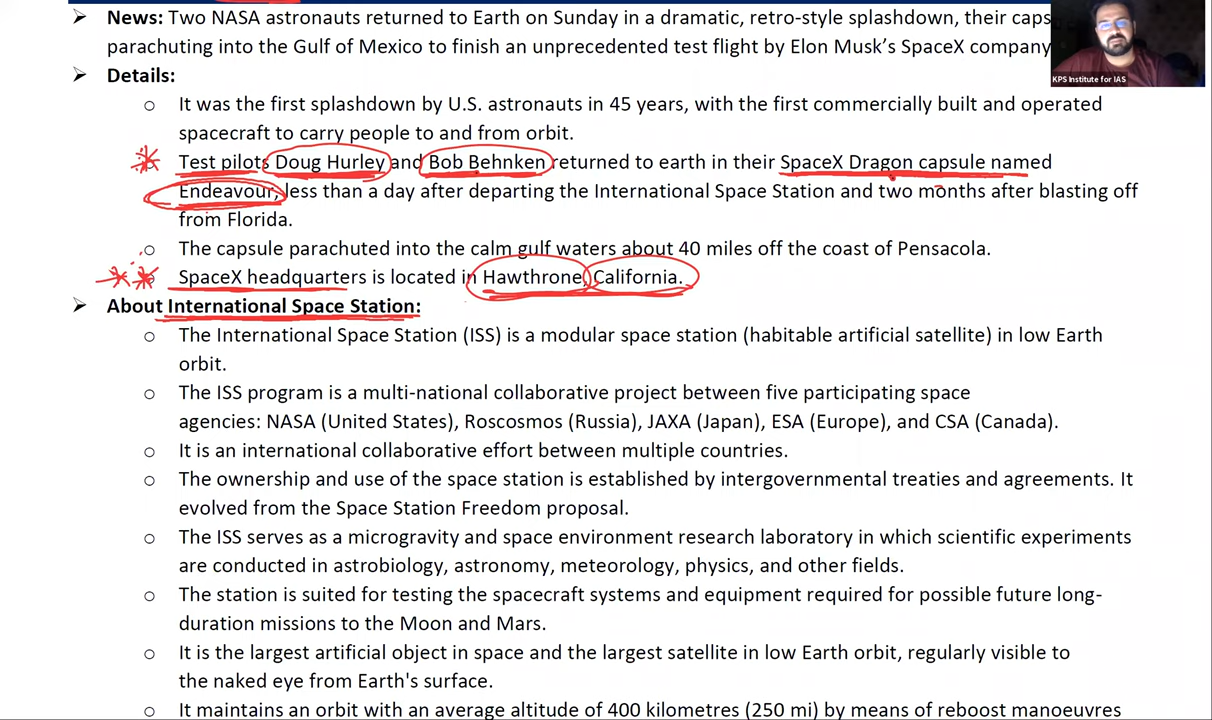 ➢ News: Two NASA astronauts returned to Earth on Sunday in a dramatic, retro-style splashdown, their caps
parachuting into the Gulf of Mexico to finish an unprecedented test flight by Elon Musk's SpaceX company
KPS Institute for IAS
➢ Details:
o It was the first splashdown by U.S. astronauts in 45 years, with the first commercially built and operated
spacecraft to carry people to and from orbit.
Test pilots Doug Hurley and Bob Behnken returned to earth in their SpaceX Dragon capsule named
Endeavour, less than a day after departing the International Space Station and two months after blasting off
from Florida.
o The capsule parachuted into the calm gulf waters about 40 miles off the coast of Pensacola.
SpaceX headquarters is located in Hawthrone, California.
➢ About International Space Station:
o The International Space Station (ISS) is a modular space station (habitable artificial satellite) in low Earth
orbit.
o The ISS program is a multi-national collaborative project between five participating space
agencies: NASA (United States), Roscosmos (Russia), JAXA (Japan), ESA (Europe), and CSA (Canada).
o It is an international collaborative effort between multiple countries.
o The ownership and use of the space station is established by intergovernmental treaties and agreements. It
evolved from the Space Station Freedom proposal.
o The ISS serves as a microgravity and space environment research laboratory in which scientific experiments
are conducted in astrobiology, astronomy, meteorology, physics, and other fields.
o The station is suited for testing the spacecraft systems and equipment required for possible future long-
duration missions to the Moon and Mars.
o It is the largest artificial object in space and the largest satellite in low Earth orbit, regularly visible to
the naked eye from Earth's surface.
o It maintains an orbit with an average altitude of 400 kilometres (250 mi) by means of reboost manoeuvres